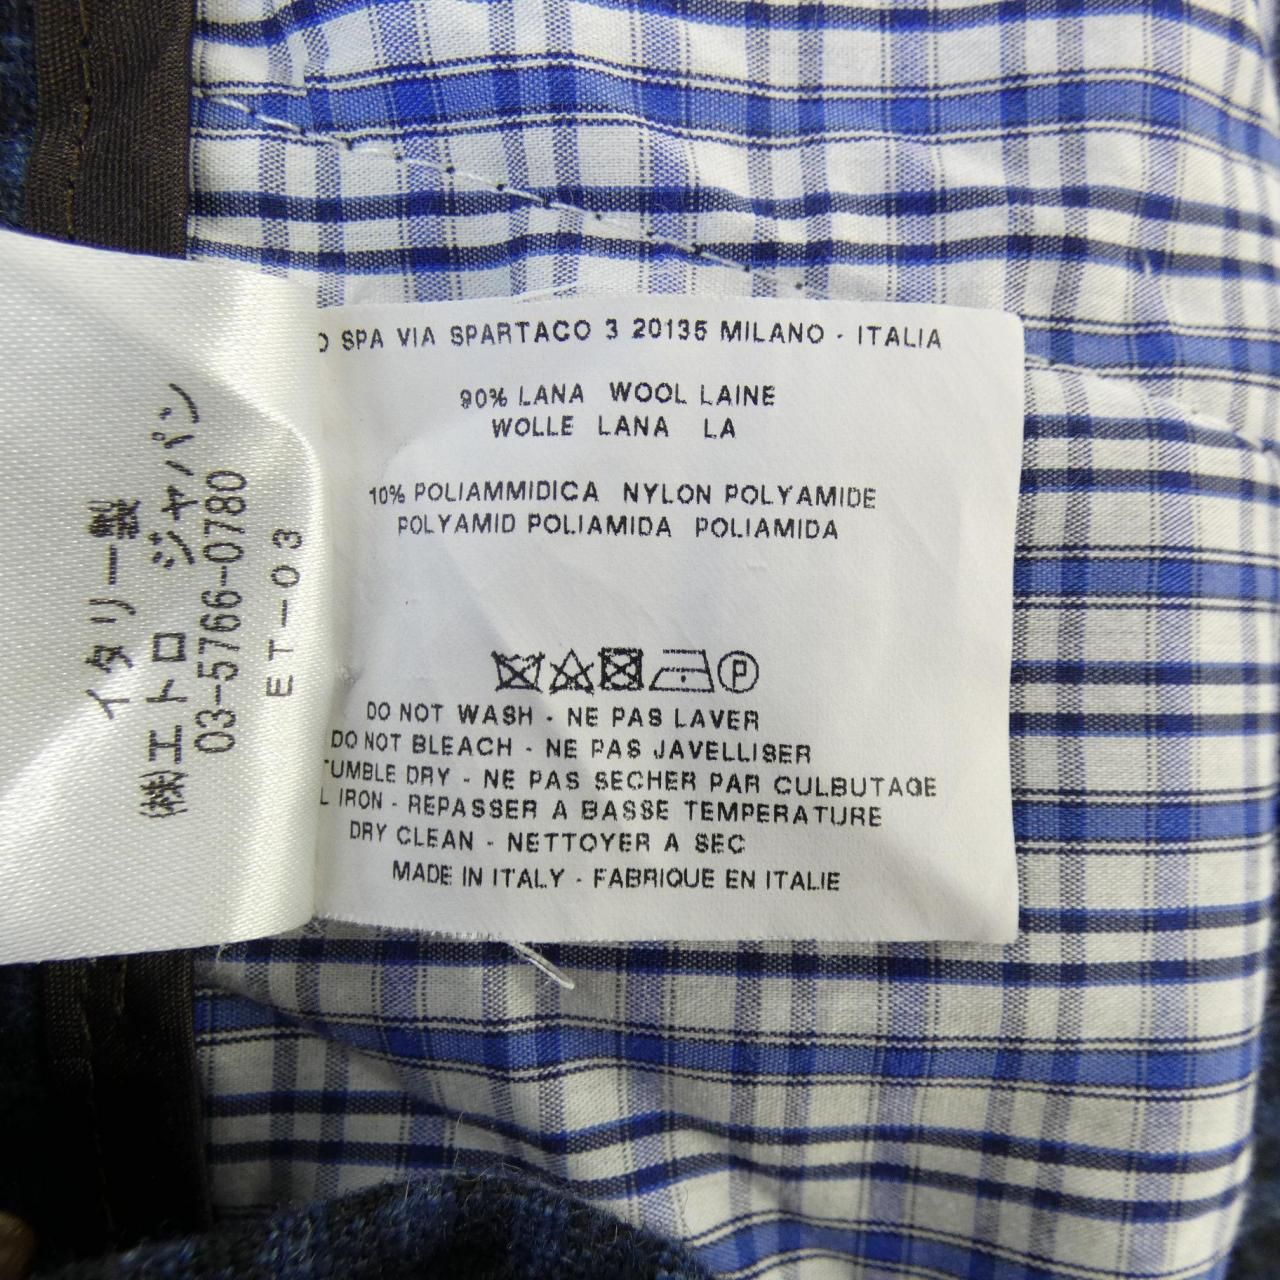 SPA VIA SPARTACO 3 20135 MILANO - ITALIA
90% LANA WOOL LAINE
WOLLE LANA LA
10% POLIAMMIDICA NYLON POLYAMIDE
POLYAMID POLIAMIDA POLIAMIDA
P
DO NOT WASH - NE PAS LAVER
DO NOT BLEACH - NE PAS JAVELLISER
TUMBLE DRY - NE PAS SECHER PAR CULBUTAGE
L IRON - REPASSER A BASSE TEMPERATURE
DRY CLEAN - NETTOYER A SEC
MADE IN ITALY - FABRIQUE EN ITALIE
イタリー製
(株)エトロ ジャパン
03-5766-0780
ET-03